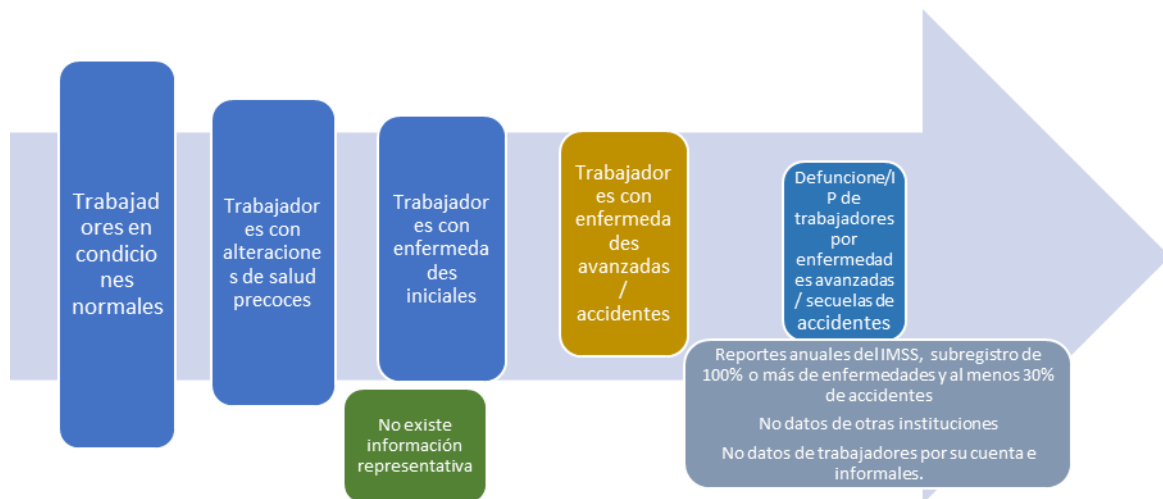 Trabajad
ores en
condicio
nes
normales
Trabajador
es con
alteracione
s de salud
precoces
Trabajador
es con
enfermeda
des
iniciales
Trabajador
es con
enfermeda
des
avanzadas
/
accidentes
Defuncione/I
P de
trabajadores
por
enfermedad
es avanzadas
/ secuelas de
accidentes
No existe
información
representativa
Reportes anuales del IMSS, subregistro de
100% o más de enfermedades y al menos 30%
de accidentes
No datos de otras instituciones
No datos de trabajadores por su cuenta e
informales.